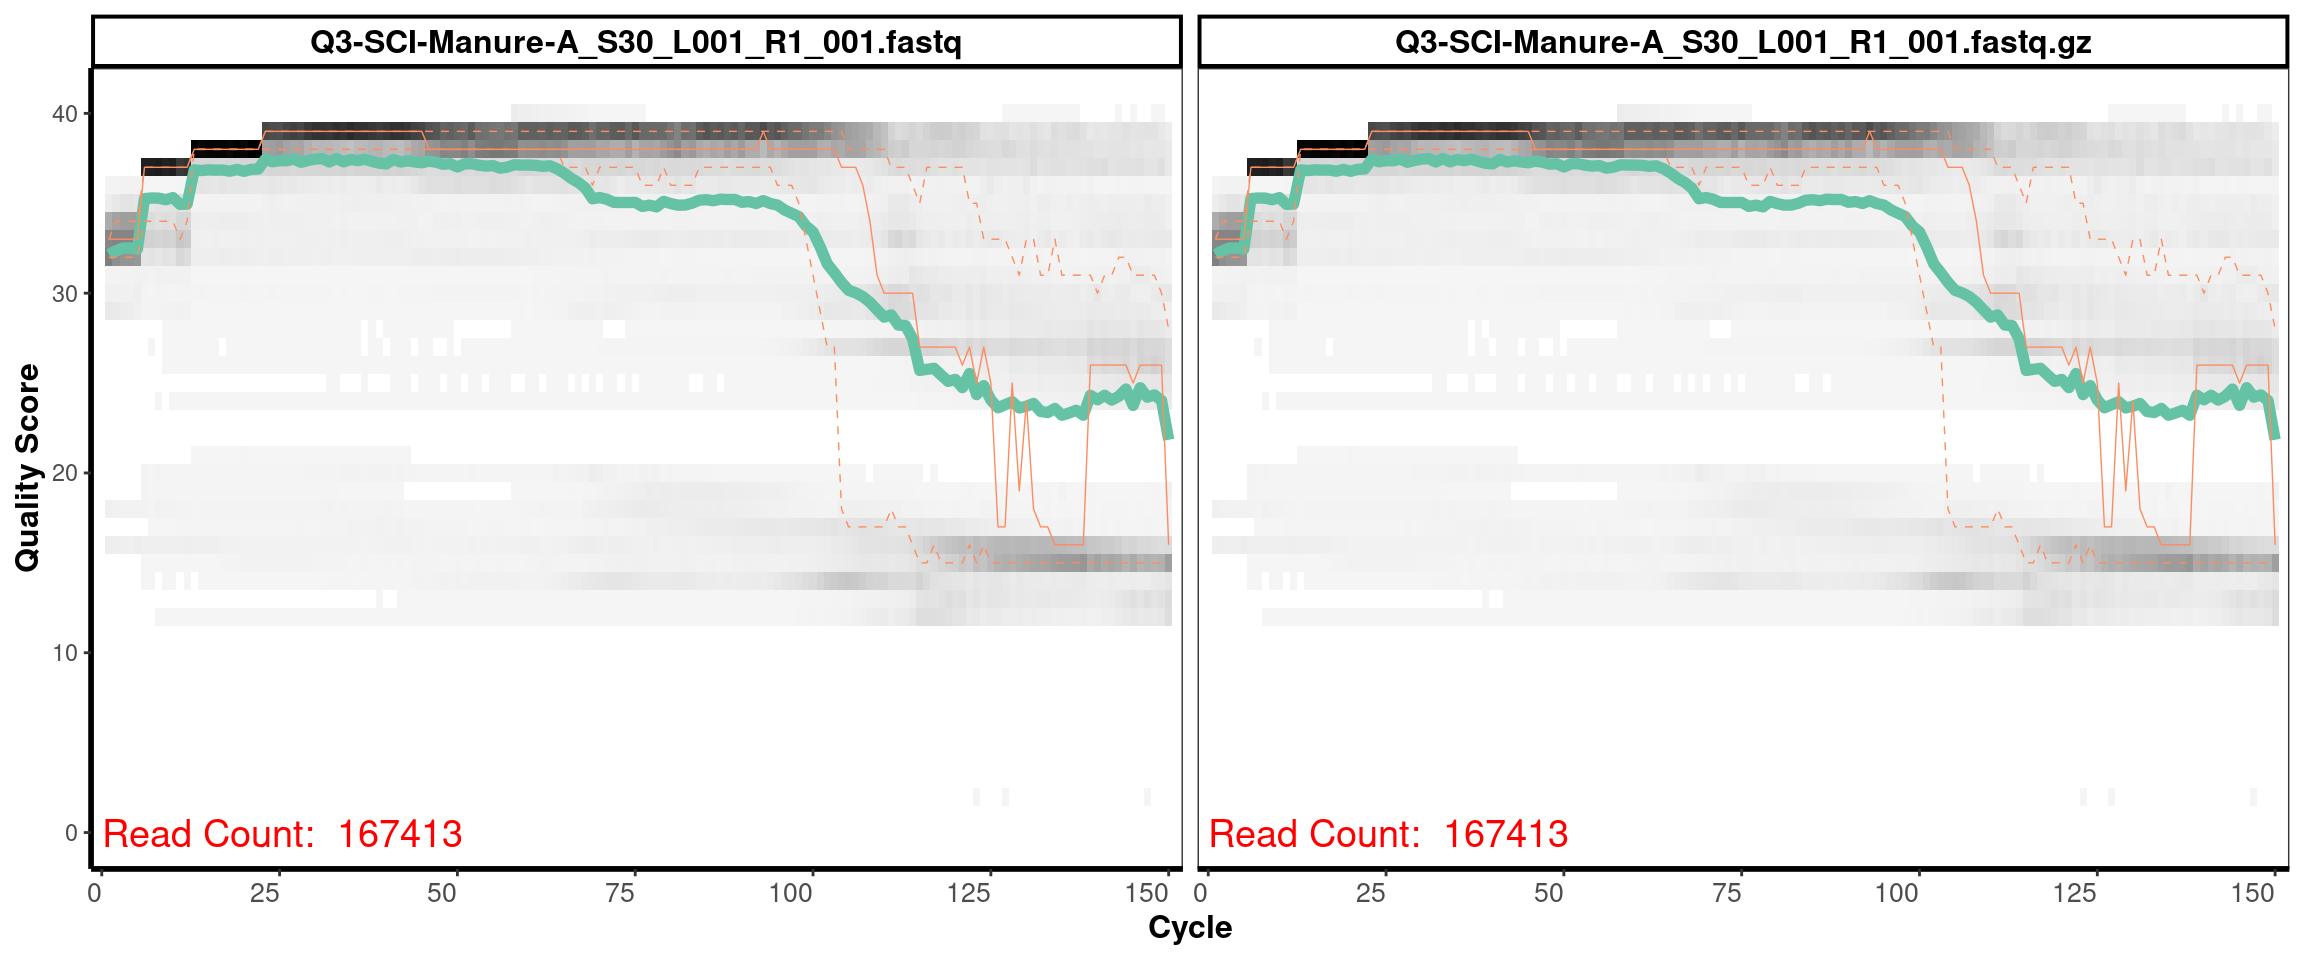 Q3-SCI-Manure-A_S30_L001_R1_001.fastq
Q3-SCI-Manure-A_S30_L001_R1_001.fastq.gz
Quality Score
40
30
20
10
0
Read Count: 167413
Read Count: 167413
0 25 50 75 100 125 150
0 25 50 75 100 125 150
Cycle